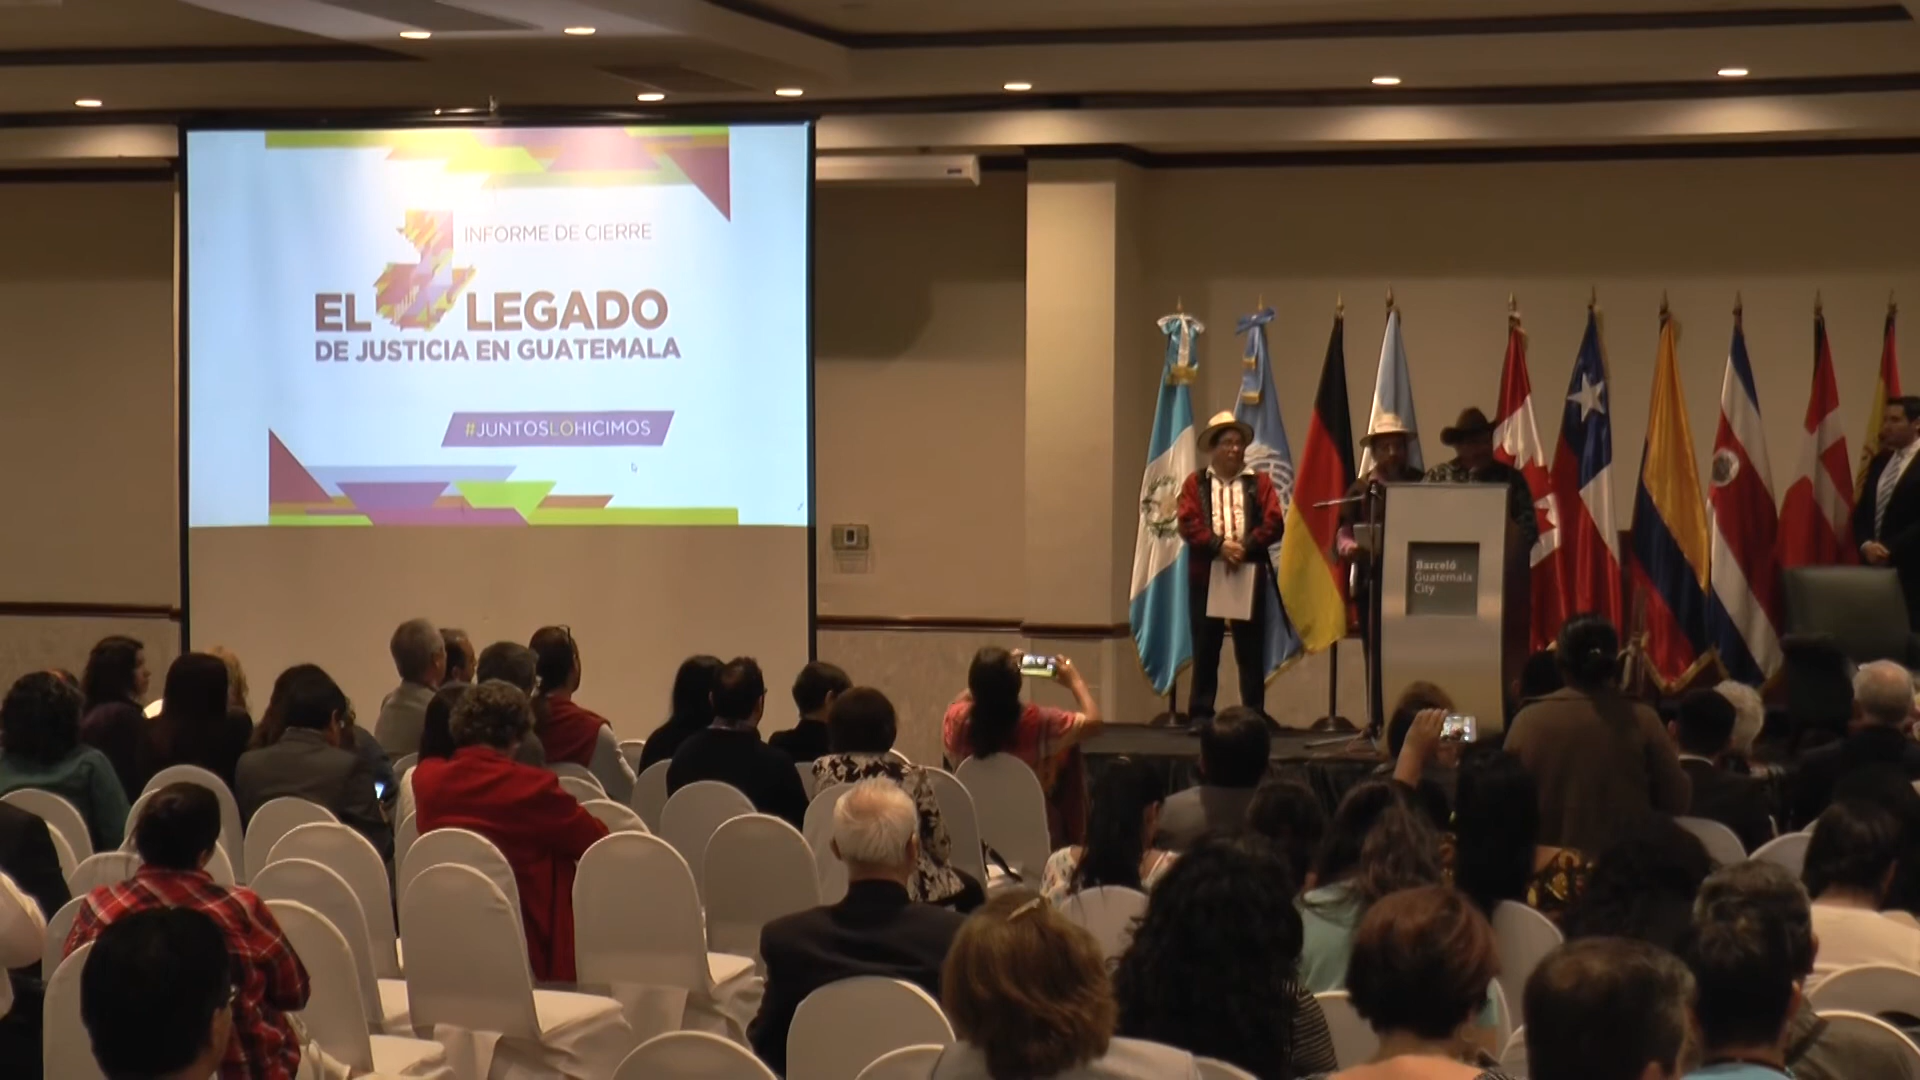 INFORME DE CIERRE
EL LEGADO
DE JUSTICIA EN GUATEMALA
#JUNTOSLOHICIMOS
Barceló
Guatemala
City